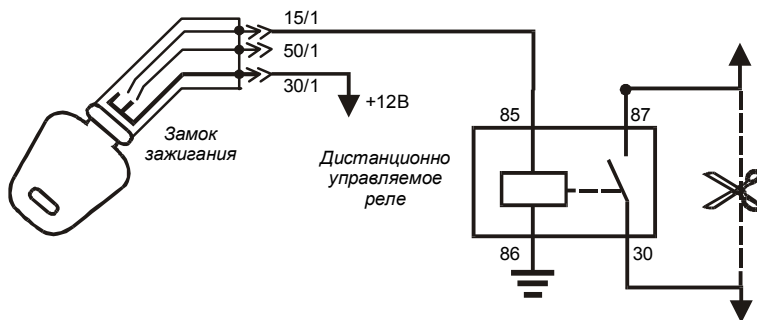 15/1
50/1
30/1
+12В
Замок
зажигания
Дистанционно
управляемое
реле
85
87
86
30